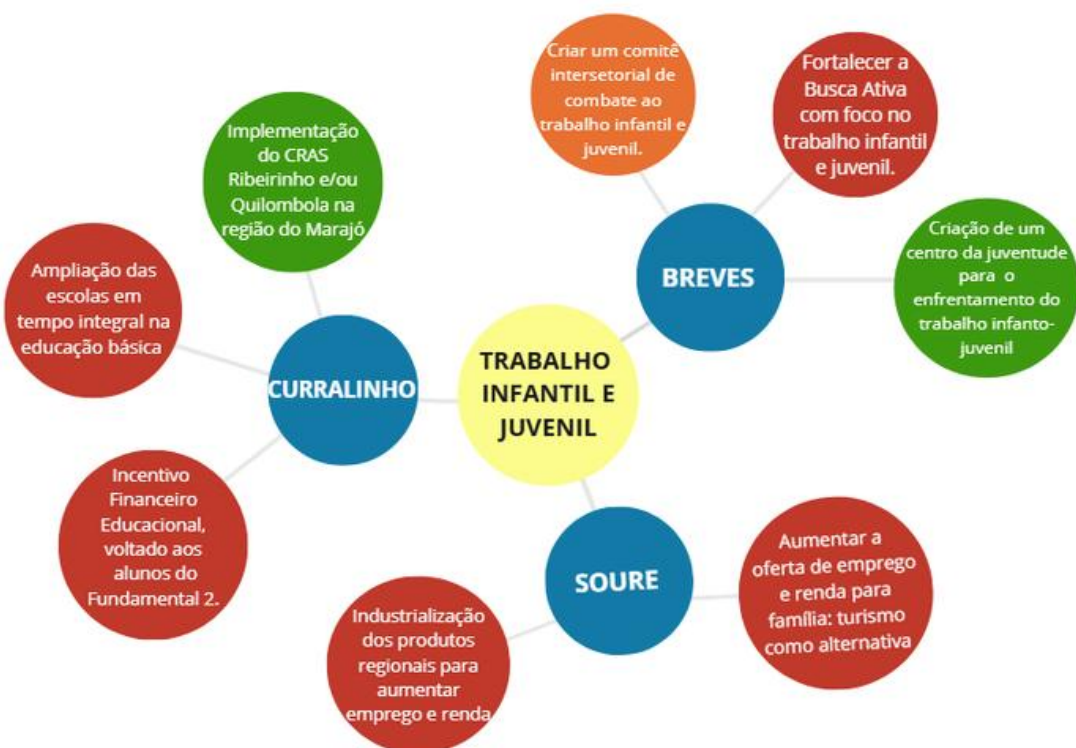 Criar um comitê
intersetorial de
combate ao
trabalho infantil e
juvenil.
Fortalecer a
Busca Ativa
com foco no
trabalho infantil
e juvenil.
Implementação
do CRAS
Ribeirinho e/ou
Quilombola na
região do Marajó
Criação de um
centro da juventude
para o
enfrentamento do
trabalho infanto-
juvenil
BREVES
Ampliação das
escolas em
tempo integral na
educação básica
TRABALHO
INFANTIL E
JUVENIL
CURRALINHO
Incentivo
Financeiro
Educacional,
voltado aos
alunos do
Fundamental 2.
SOURE
Aumentar a
oferta de emprego
e renda para
família: turismo
como alternativa
Industrialização
dos produtos
regionais para
aumentar
emprego e renda